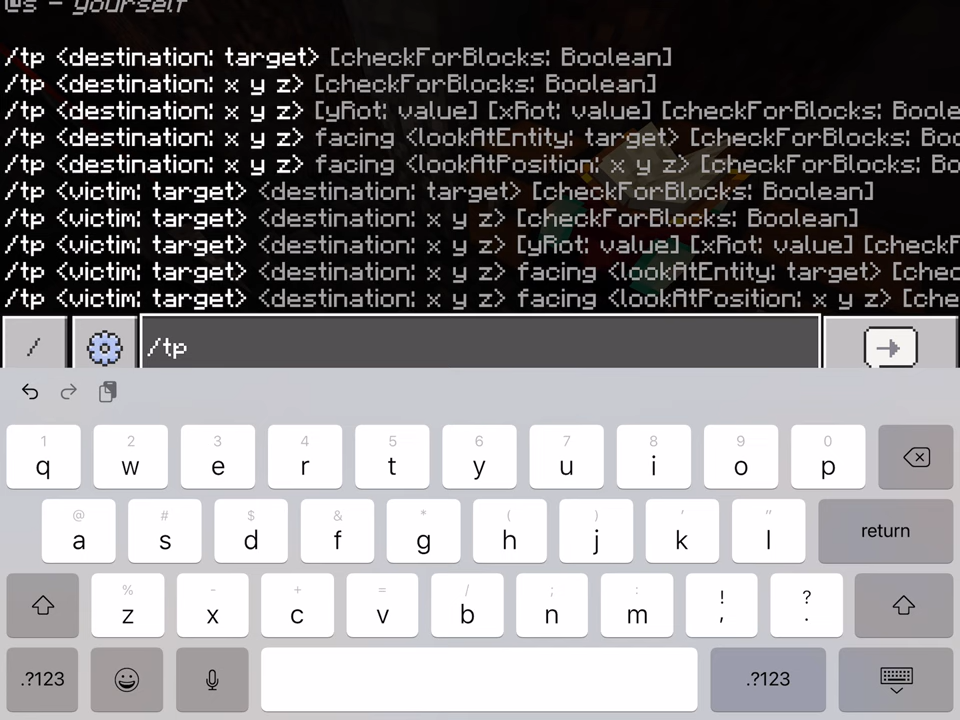 @s - yourself
/tp <destination: target> [checkForBlocks: Boolean]
/tp <destination: x y z> [checkForBlocks: Boolean]
/tp <destination: x y z> [yRot: value] [xRot: value] [checkForBlocks: Boole
/tp <destination: x y z> facing <lookAtEntity: target> [checkForBlocks: Boo
/tp <destination: x y z> facing <lookAtPosition: x y z> [checkForBlocks: Bo
/tp <victim: target> <destination: target> [checkForBlocks: Boolean]
/tp <victim: target> <destination: x y z> [checkForBlocks: Boolean]
/tp <victim: target> <destination: x y z> [yRot: value] [xRot: value] [checkF
/tp <victim: target> <destination: x y z> facing <lookAtEntity: target> [chec
/tp <victim: target> <destination: x y z> facing <lookAtPosition: x y z> [che
/ /tp
1 2 3 4 5 6 7 8 9 0
q w e r t y u i o p
@ # $ & * ( ) ' "
a s d f g h j k l return
% - + = / ; : ! ?
z x c v b n m , .
.?123 .?123